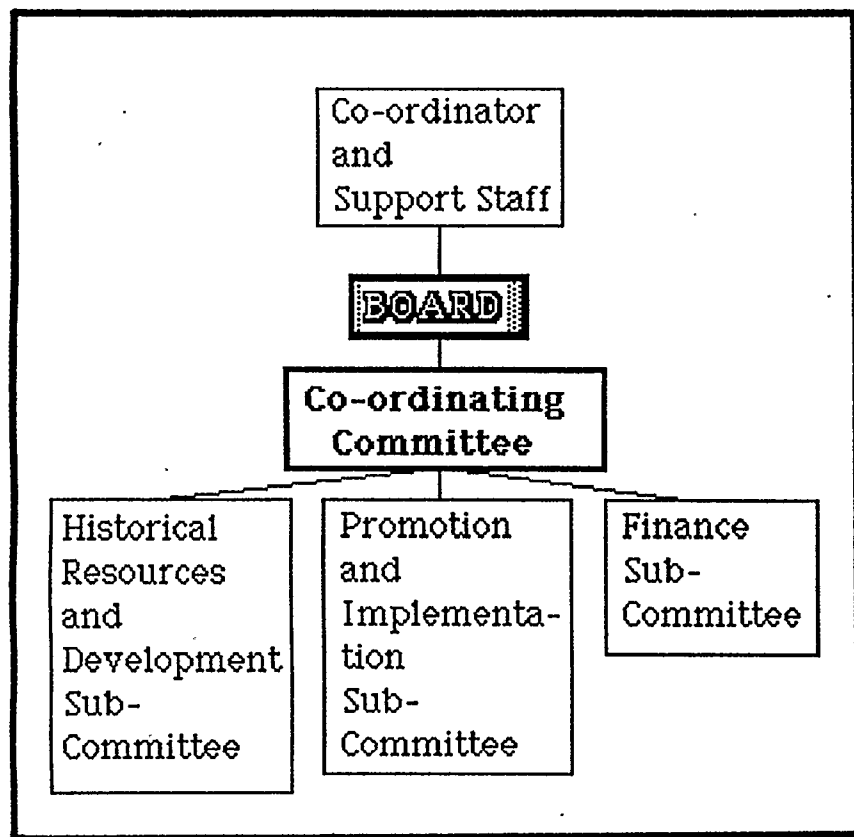 Co-ordinator
and
Support Staff
BOARD
Co-ordinating
Committee
Historical
Resources
and
Development
Sub-
Committee
Promotion
and
Implementa-
tion
Sub-
Committee
Finance
Sub-
Committee